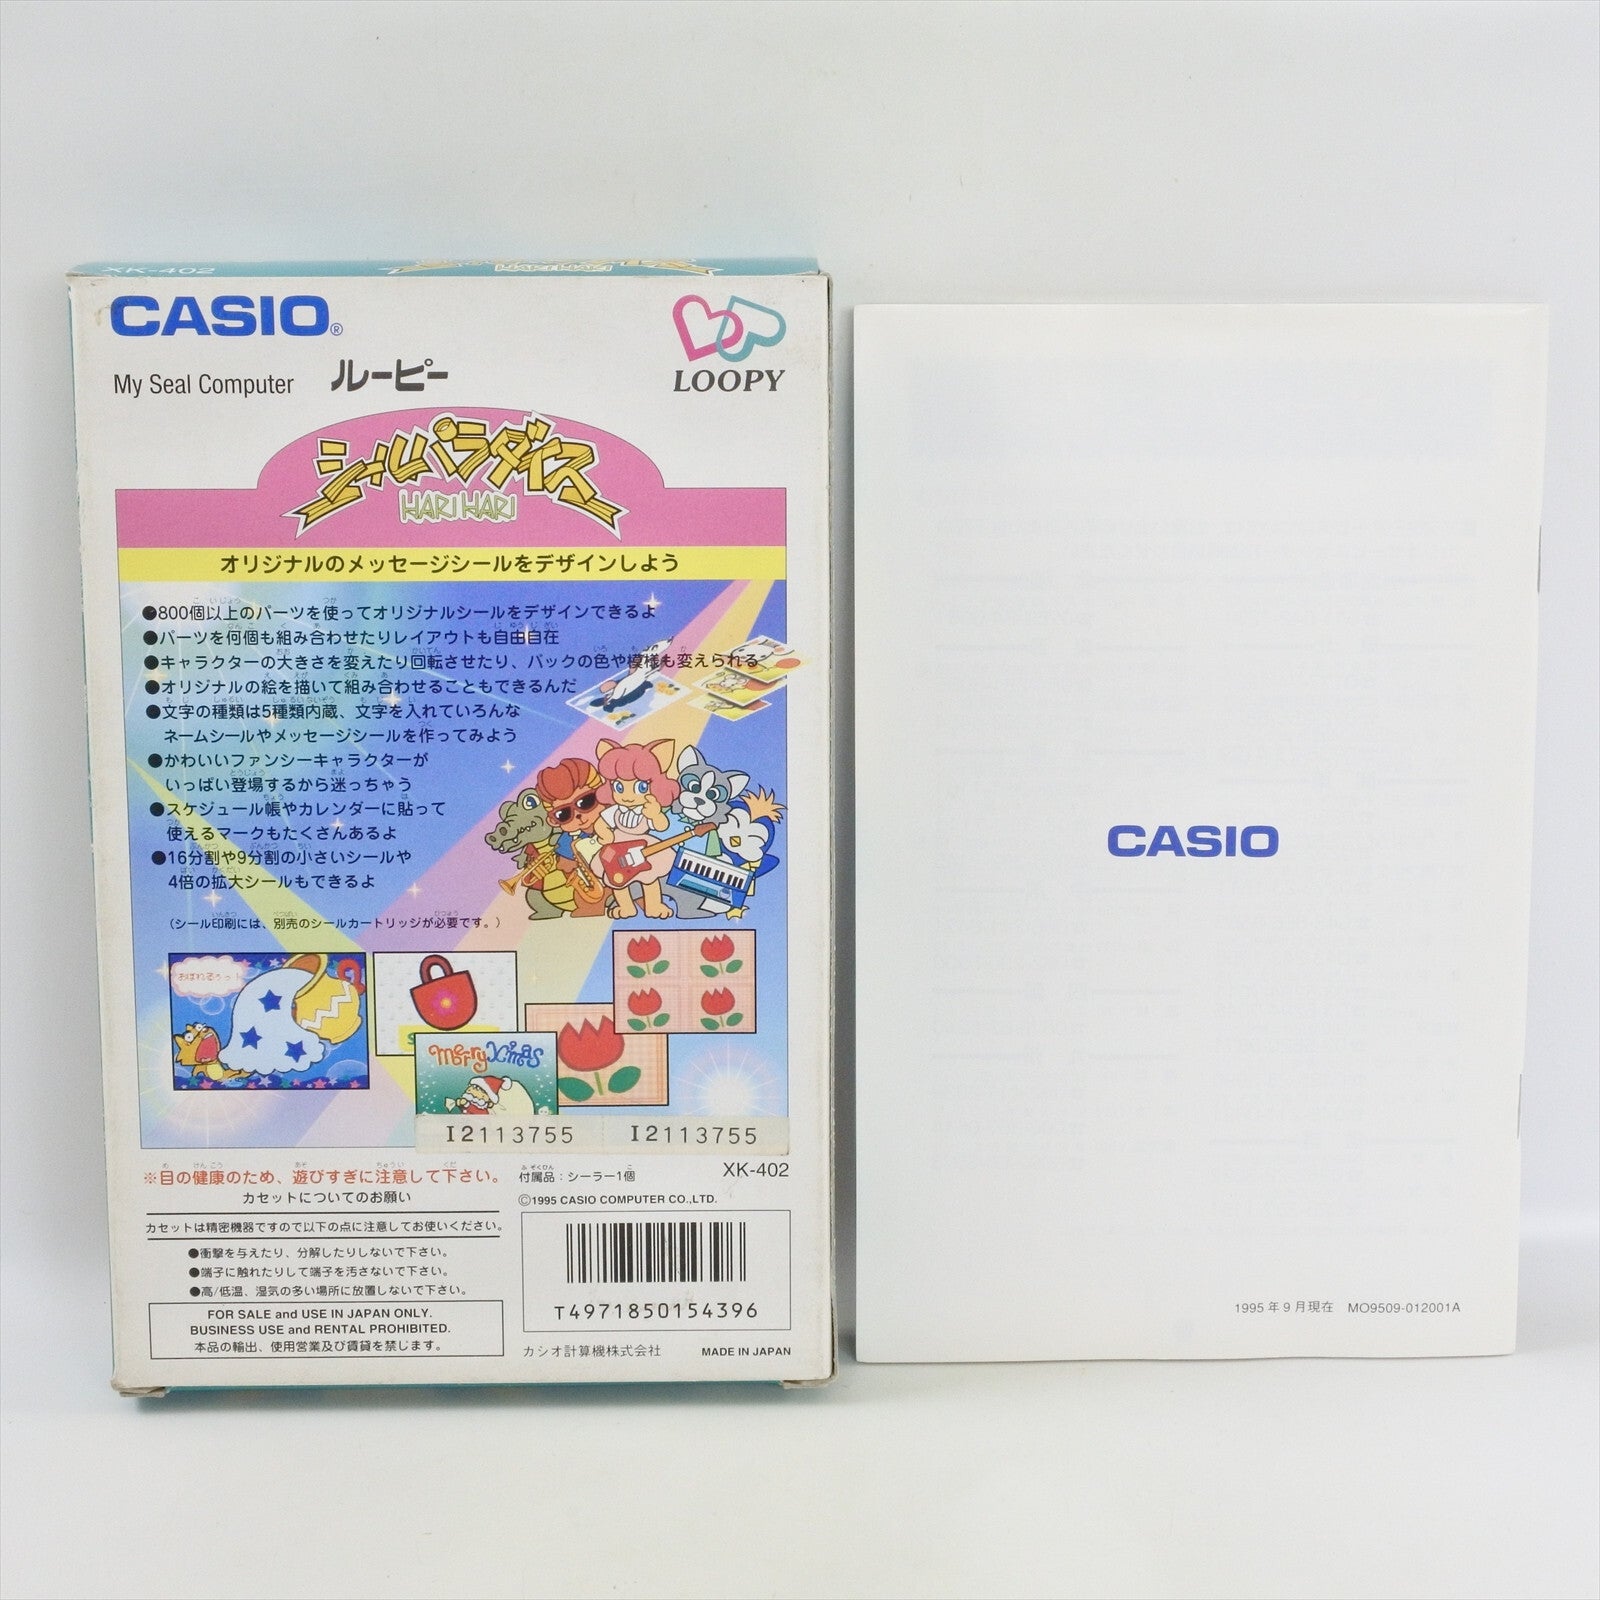 XK-402
HARI HARI
CASIO®
My Seal Computer ルーピー
LOOPY
シールパラダイス
HARI HARI
オリジナルのメッセージシールをデザインしよう
●800個以上のパーツを使ってオリジナルシールをデザインできるよ
●パーツを何個も組み合わせたりレイアウトも自由自在
●キャラクターの大きさを変えたり回転させたり、バックの色や模様も変えられる
●オリジナルの絵を描いて組み合わせることもできるんだ
●文字の種類は5種類内蔵、文字を入れていろんな
ネームシールやメッセージシールを作ってみよう
●かわいいファンシーキャラクターが
いっぱい登場するから迷っちゃう
●スケジュール帳やカレンダーに貼って
使えるマークもたくさんあるよ
●16分割や9分割の小さいシールや
4倍の拡大シールもできるよ
(シール印刷には、別売のシールカートリッジが必要です。)
おぼれるぅぅ!
Merry X'mas
I2113755 I2113755
※目の健康のため、遊びすぎに注意して下さい。
カセットについてのお願い
カセットは精密機器ですので以下の点に注意してお使いください。
●衝撃を与えたり、分解したりしないで下さい。
●端子に触れたりして端子を汚さないで下さい。
●高/低温、湿気の多い場所に放置しないで下さい。
FOR SALE and USE IN JAPAN ONLY.
BUSINESS USE and RENTAL PROHIBITED.
本品の輸出、使用営業及び賃貸を禁じます。
付属品:シーラー1個 XK-402
©1995 CASIO COMPUTER CO.,LTD.
T4971850154396
カシオ計算機株式会社 MADE IN JAPAN
CASIO
1995年9月現在 MO9509-012001A